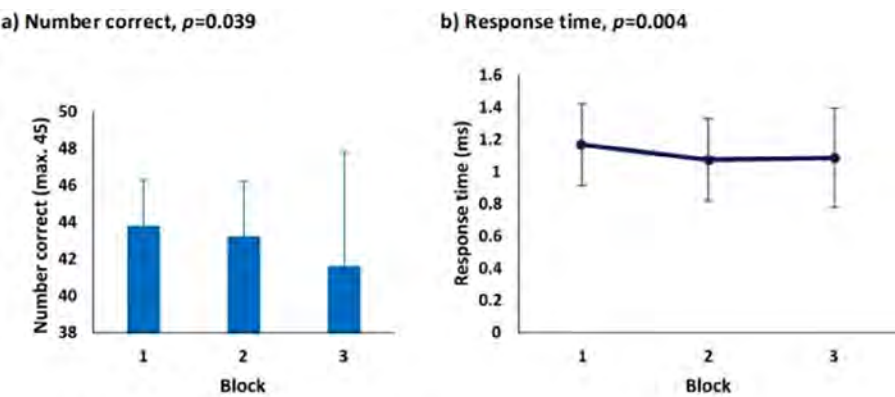 a) Number correct, p=0.039
50
48
46
44
42
40
38
Number correct (max. 45)
1 2 3
Block
b) Response time, p=0.004
1.6
1.4
1.2
1
0.8
0.6
0.4
0.2
0
Response time (ms)
1 2 3
Block